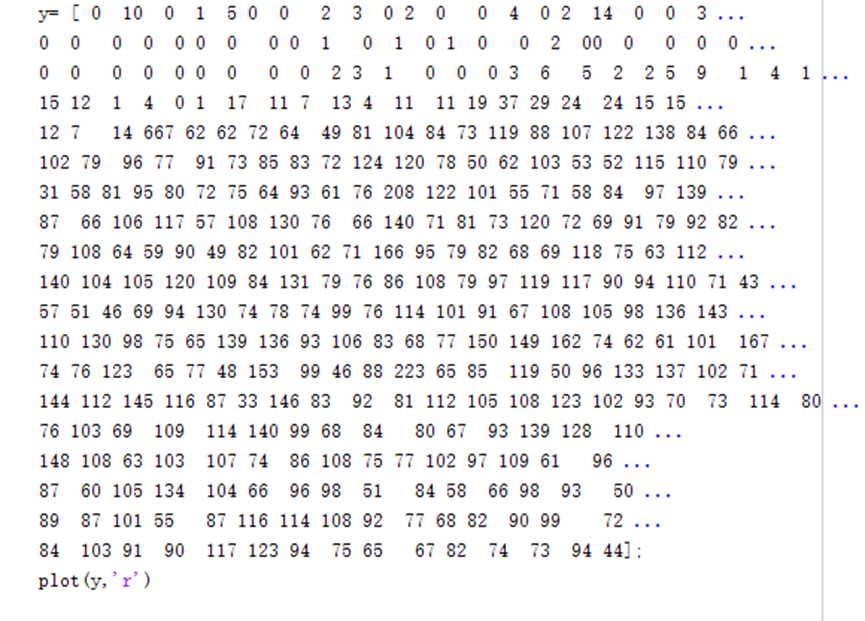 y= [ 0 10 0 1 5 0 0 2 3 0 2 0 0 4 0 2 14 0 0 3 ...
0 0 0 0 0 0 0 0 0 1 0 1 0 1 0 0 2 00 0 0 0 0 ...
0 0 0 0 0 0 0 0 0 2 3 1 0 0 0 3 6 5 2 2 5 9 1 4 1 ...
15 12 1 4 0 1 17 11 7 13 4 11 11 19 37 29 24 24 15 15 ...
12 7 14 667 62 62 72 64 49 81 104 84 73 119 88 107 122 138 84 66 ...
102 79 96 77 91 73 85 83 72 124 120 78 50 62 103 53 52 115 110 79 ...
31 58 81 95 80 72 75 64 93 61 76 208 122 101 55 71 58 84 97 139 ...
87 66 106 117 57 108 130 76 66 140 71 81 73 120 72 69 91 79 92 82 ...
79 108 64 59 90 49 82 101 62 71 166 95 79 82 68 69 118 75 63 112 ...
140 104 105 120 109 84 131 79 76 86 108 79 97 119 117 90 94 110 71 43 ...
57 51 46 69 94 130 74 78 74 99 76 114 101 91 67 108 105 98 136 143 ...
110 130 98 75 65 139 136 93 106 83 68 77 150 149 162 74 62 61 101 167 ...
74 76 123 65 77 48 153 99 46 88 223 65 85 119 50 96 133 137 102 71 ...
144 112 145 116 87 33 146 83 92 81 112 105 108 123 102 93 70 73 114 80 ...
76 103 69 109 114 140 99 68 84 80 67 93 139 128 110 ...
148 108 63 103 107 74 86 108 75 77 102 97 109 61 96 ...
87 60 105 134 104 66 96 98 51 84 58 66 98 93 50 ...
89 87 101 55 87 116 114 108 92 77 68 82 90 99 72 ...
84 103 91 90 117 123 94 75 65 67 82 74 73 94 44];
plot(y,'r')